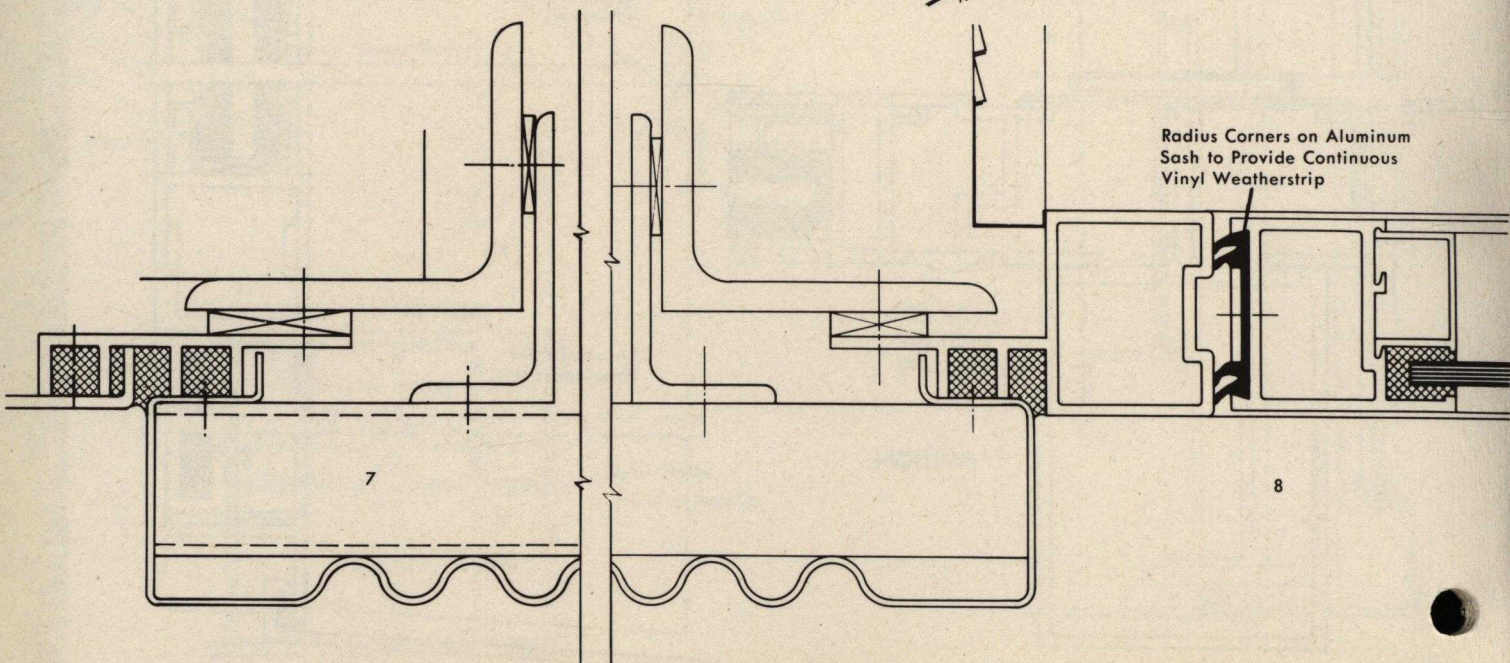 Radius Corners on Aluminum
Sash to Provide Continuous
Vinyl Weatherstrip
7
8